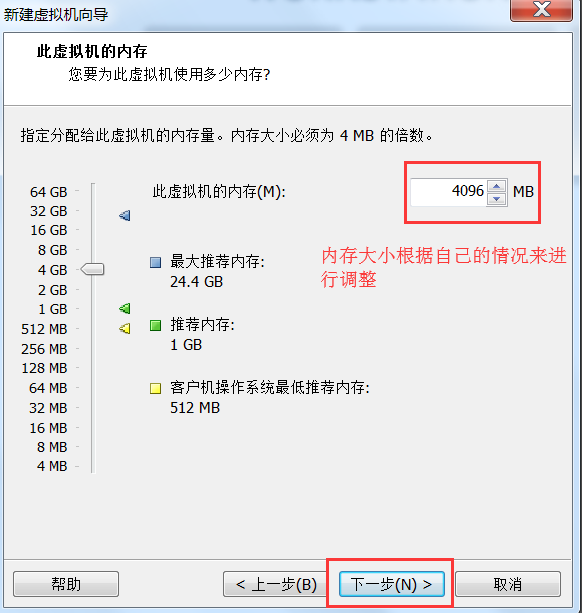 新建虚拟机向导
此虚拟机的内存
您要为此虚拟机使用多少内存?
指定分配给此虚拟机的内存量。内存大小必须为 4 MB 的倍数。
64 GB
32 GB
16 GB
8 GB
4 GB
2 GB
1 GB
512 MB
256 MB
128 MB
64 MB
32 MB
16 MB
8 MB
4 MB
此虚拟机的内存(M):
4096 MB
内存大小根据自己的情况来进
行调整
最大推荐内存:
24.4 GB
推荐内存:
1 GB
客户机操作系统最低推荐内存:
512 MB
帮助
< 上一步(B)
下一步(N) >
取消